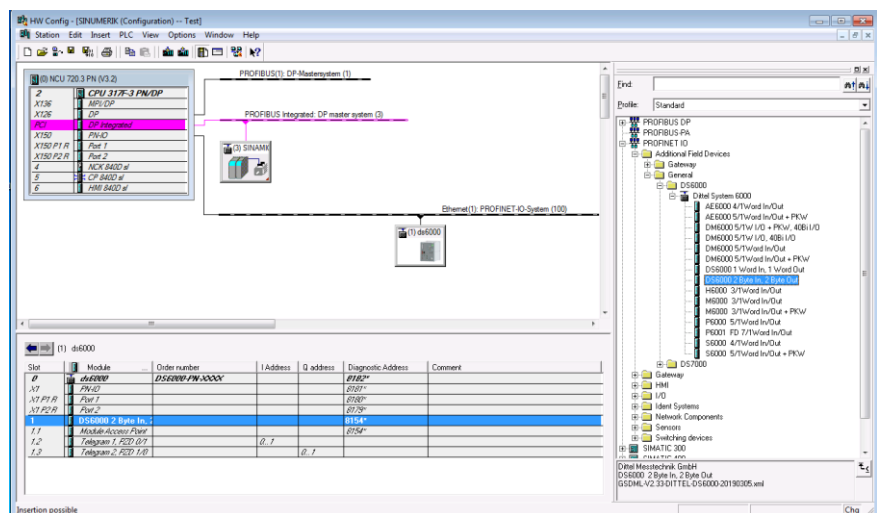 HW Config - [SINUMERIK (Configuration) -- Test]
Station Edit Insert PLC View Options Window Help
(0) NCU 720.3 PN (V3.2)
2 CPU 317F-3 PN/DP
X136 MPI/DP
X126 DP
PCI DP Integrated
X150 PN-IO
X150 P1 R Port 1
X150 P2 R Port 2
4 NCK 840D sl
5 CP 840D sl
6 HMI 840D sl
PROFIBUS(1): DP-Mastersystem (1)
PROFIBUS Integrated: DP master system (3)
(3) SINAMI
Ethernet(1): PROFINET-IO-System (100)
(1) ds6000
(1) ds6000
Slot Module ... Order number I Address Q address Diagnostic Address Comment
0 ds6000 DS6000-PN-XXXX 8182*
X1 PN-IO 8181*
X1 P1 R Port 1 8180*
X1 P2 R Port 2 8179*
1 DS6000 2 Byte In, 8154*
1.1 Module Access Point 8154*
1.2 Telegram 1, PZD 0/1 0..1
1.3 Telegram 2, PZD 1/0 0..1
Find:
Profile: Standard
PROFIBUS DP
PROFIBUS-PA
PROFINET IO
Additional Field Devices
Gateway
General
DS6000
Dittel System 6000
AE6000 4/1Word In/Out
AE6000 5/1Word In/Out + PKW
DM6000 5/1W I/O + PKW, 40Bi I/O
DM6000 5/1W I/O, 40Bi I/O
DM6000 5/1Word In/Out
DM6000 5/1Word In/Out + PKW
DS6000 1 Word In, 1 Word Out
DS6000 2 Byte In, 2 Byte Out
H6000 3/1Word In/Out
M6000 3/1Word In/Out
M6000 3/1Word In/Out + PKW
P6000 5/1Word In/Out
P6001 FD 7/1Word In/Out
S6000 4/1Word In/Out
S6000 5/1Word In/Out + PKW
DS7000
Gateway
HMI
I/O
Ident Systems
Network Components
Sensors
Switching devices
SIMATIC 300
SIMATIC 400
Dittel Messtechnik GmbH
DS6000 2 Byte In, 2 Byte Out
GSDML-V2.33-DITTEL-DS6000-20190305.xml
Insertion possible
Chg